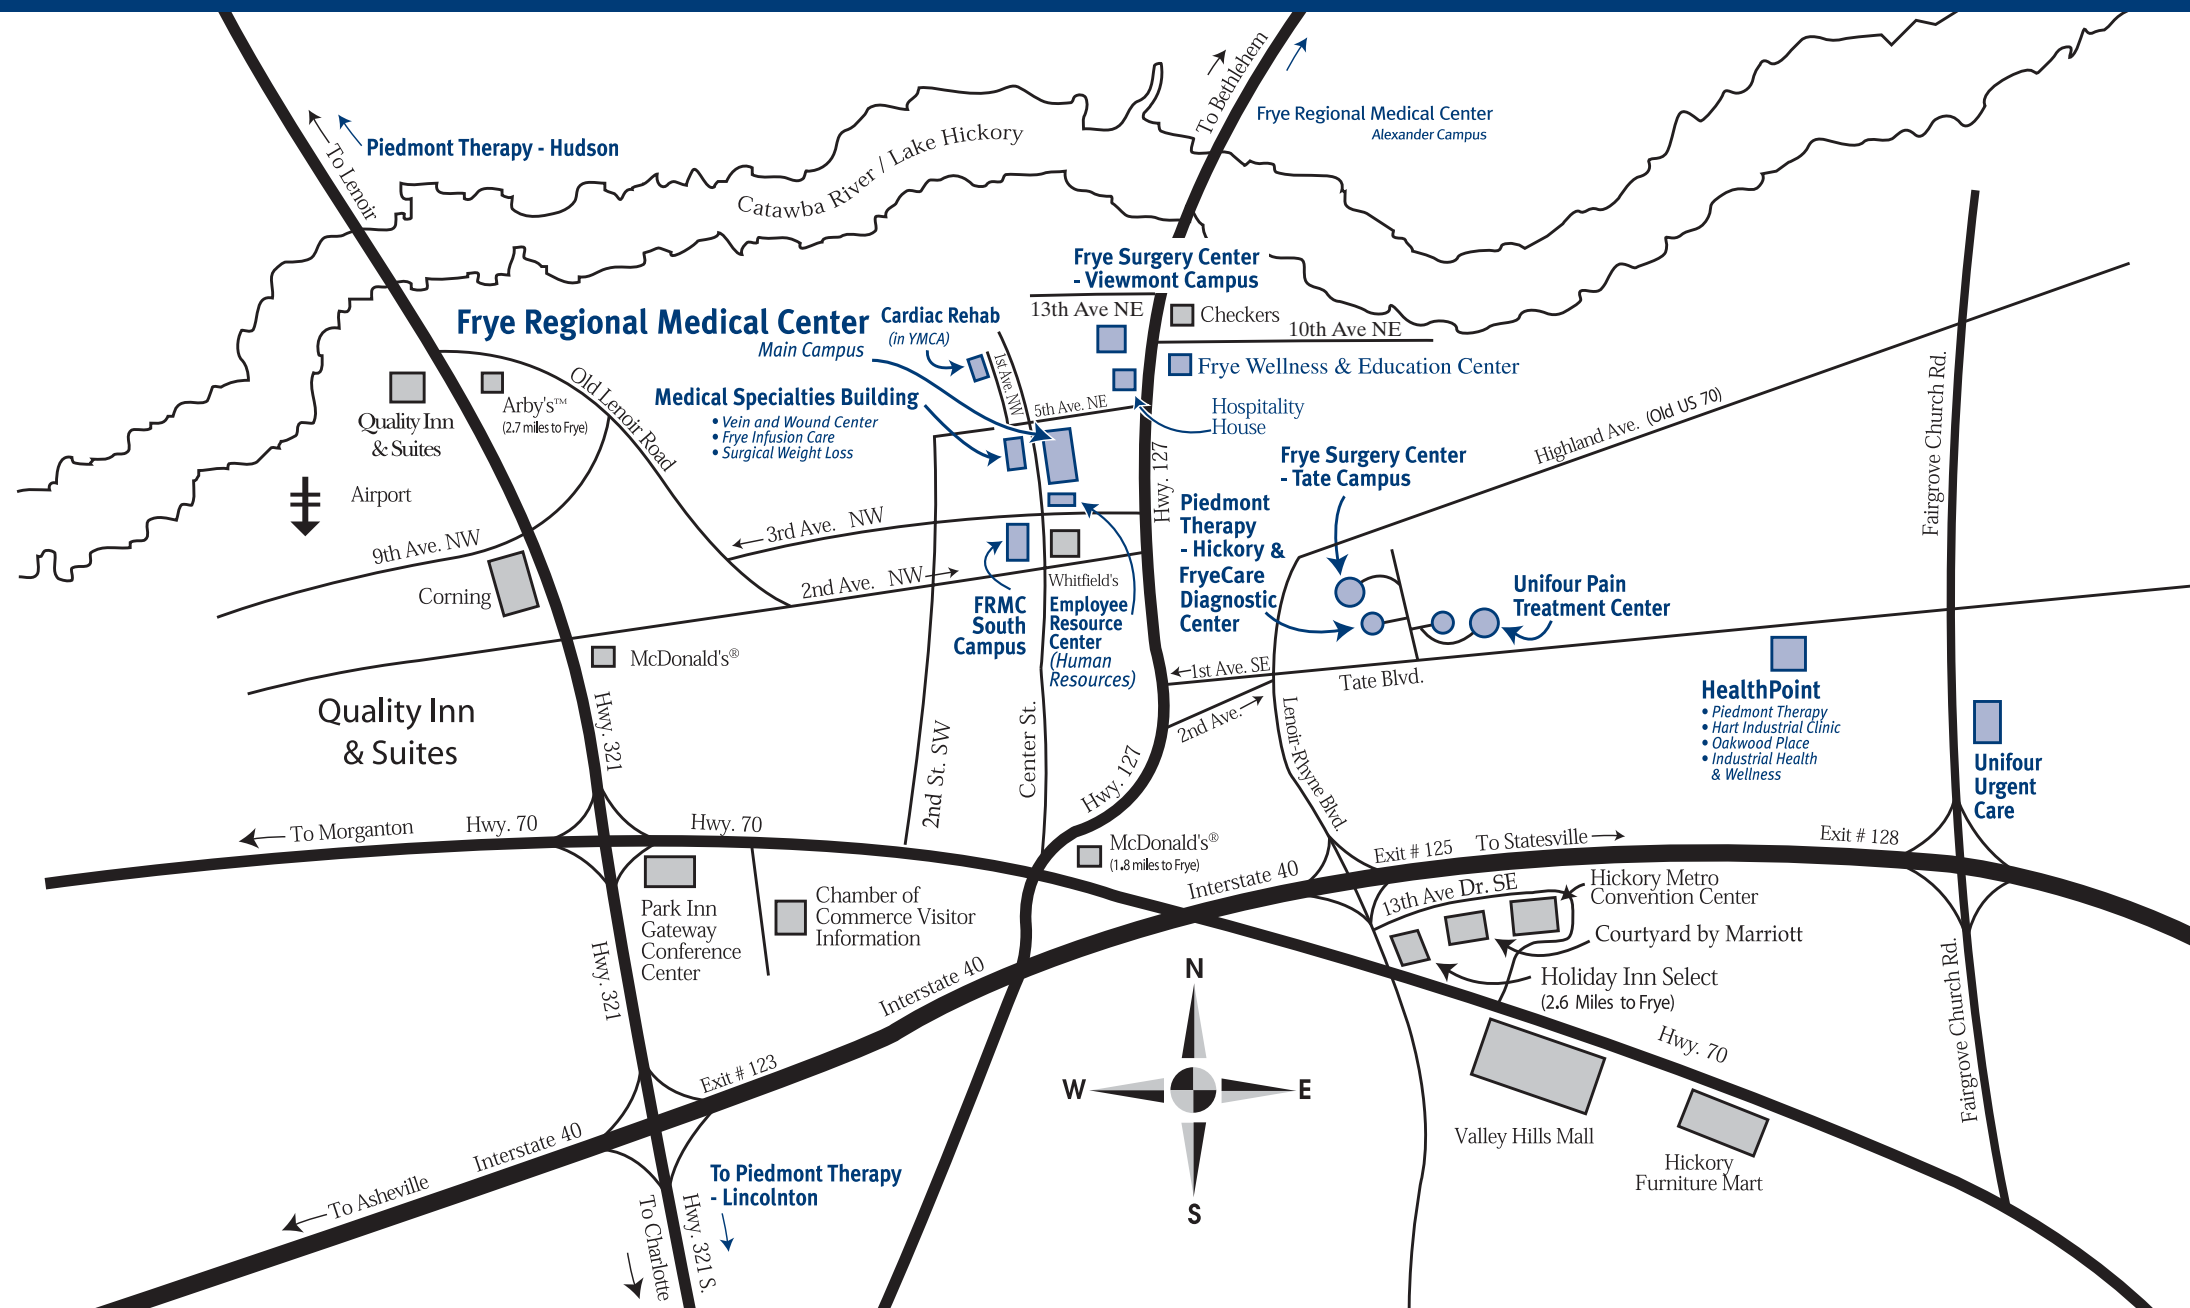 To Bethlehem
Frye Regional Medical Center
Alexander Campus
Piedmont Therapy - Hudson
To Lenoir
Catawba River / Lake Hickory
Frye Surgery Center
- Viewmont Campus
13th Ave NE
Checkers
10th Ave NE
Frye Regional Medical Center
Main Campus
Cardiac Rehab
(in YMCA)
1st Ave. NW
Frye Wellness & Education Center
Quality Inn
& Suites
Arby's™
(2.7 miles to Frye)
Old Lenoir Road
Medical Specialties Building
• Vein and Wound Center
• Frye Infusion Care
• Surgical Weight Loss
5th Ave. NE
Hospitality
House
Highland Ave. (Old US 70)
Fairgrove Church Rd.
Airport
Hwy. 127
Frye Surgery Center
- Tate Campus
Piedmont
Therapy
- Hickory &
FryeCare
Diagnostic
Center
3rd Ave. NW
9th Ave. NW
2nd Ave. NW
Corning
Whitfield's
FRMC
South
Campus
Employee
Resource
Center
(Human
Resources)
Unifour Pain
Treatment Center
McDonald's®
1st Ave. SE
Tate Blvd.
2nd Ave.
HealthPoint
• Piedmont Therapy
• Hart Industrial Clinic
• Oakwood Place
• Industrial Health
& Wellness
Unifour
Urgent
Care
Quality Inn
& Suites
Hwy. 321
2nd St. SW
Center St.
Hwy. 127
Lenoir-Rhyne Blvd.
To Morganton
Hwy. 70
Hwy. 70
McDonald's®
(1.8 miles to Frye)
Interstate 40
Exit # 125
To Statesville
Exit # 128
Park Inn
Gateway
Conference
Center
Chamber of
Commerce Visitor
Information
13th Ave Dr. SE
Hickory Metro
Convention Center
Courtyard by Marriott
Holiday Inn Select
(2.6 Miles to Frye)
Hwy. 321
Interstate 40
N
W
E
S
Hwy. 70
Fairgrove Church Rd.
Exit # 123
Valley Hills Mall
Hickory
Furniture Mart
Interstate 40
To Asheville
To Piedmont Therapy
- Lincolnton
To Charlotte
Hwy. 321 S.